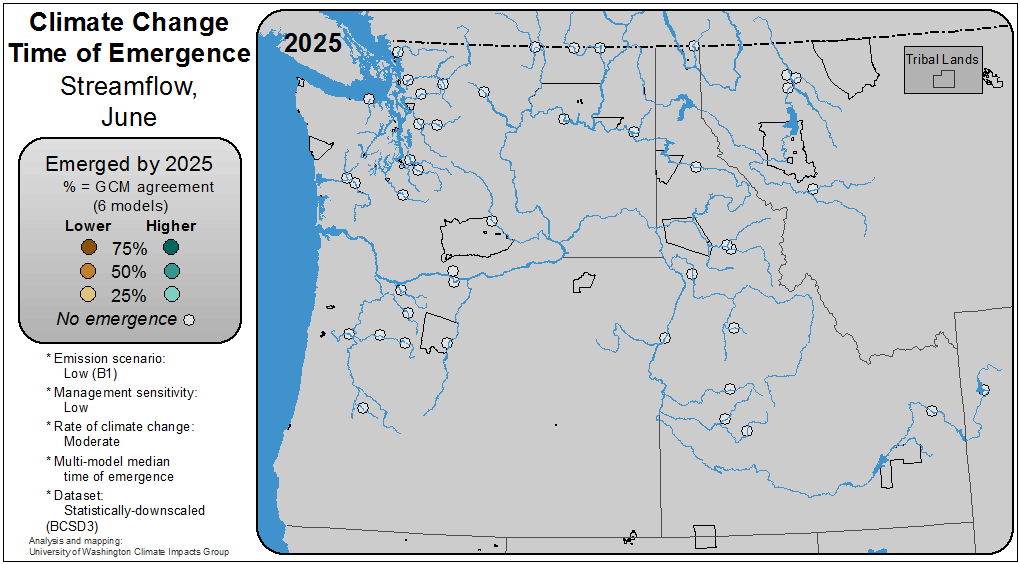 Climate Change
Time of Emergence
Streamflow,
June
2025
Tribal Lands
Emerged by 2025
% = GCM agreement
(6 models)
Lower Higher
75%
50%
25%
No emergence
* Emission scenario:
Low (B1)
* Management sensitivity:
Low
* Rate of climate change:
Moderate
* Multi-model median
time of emergence
* Dataset:
Statistically-downscaled
(BCSD3)
Analysis and mapping:
University of Washington Climate Impacts Group